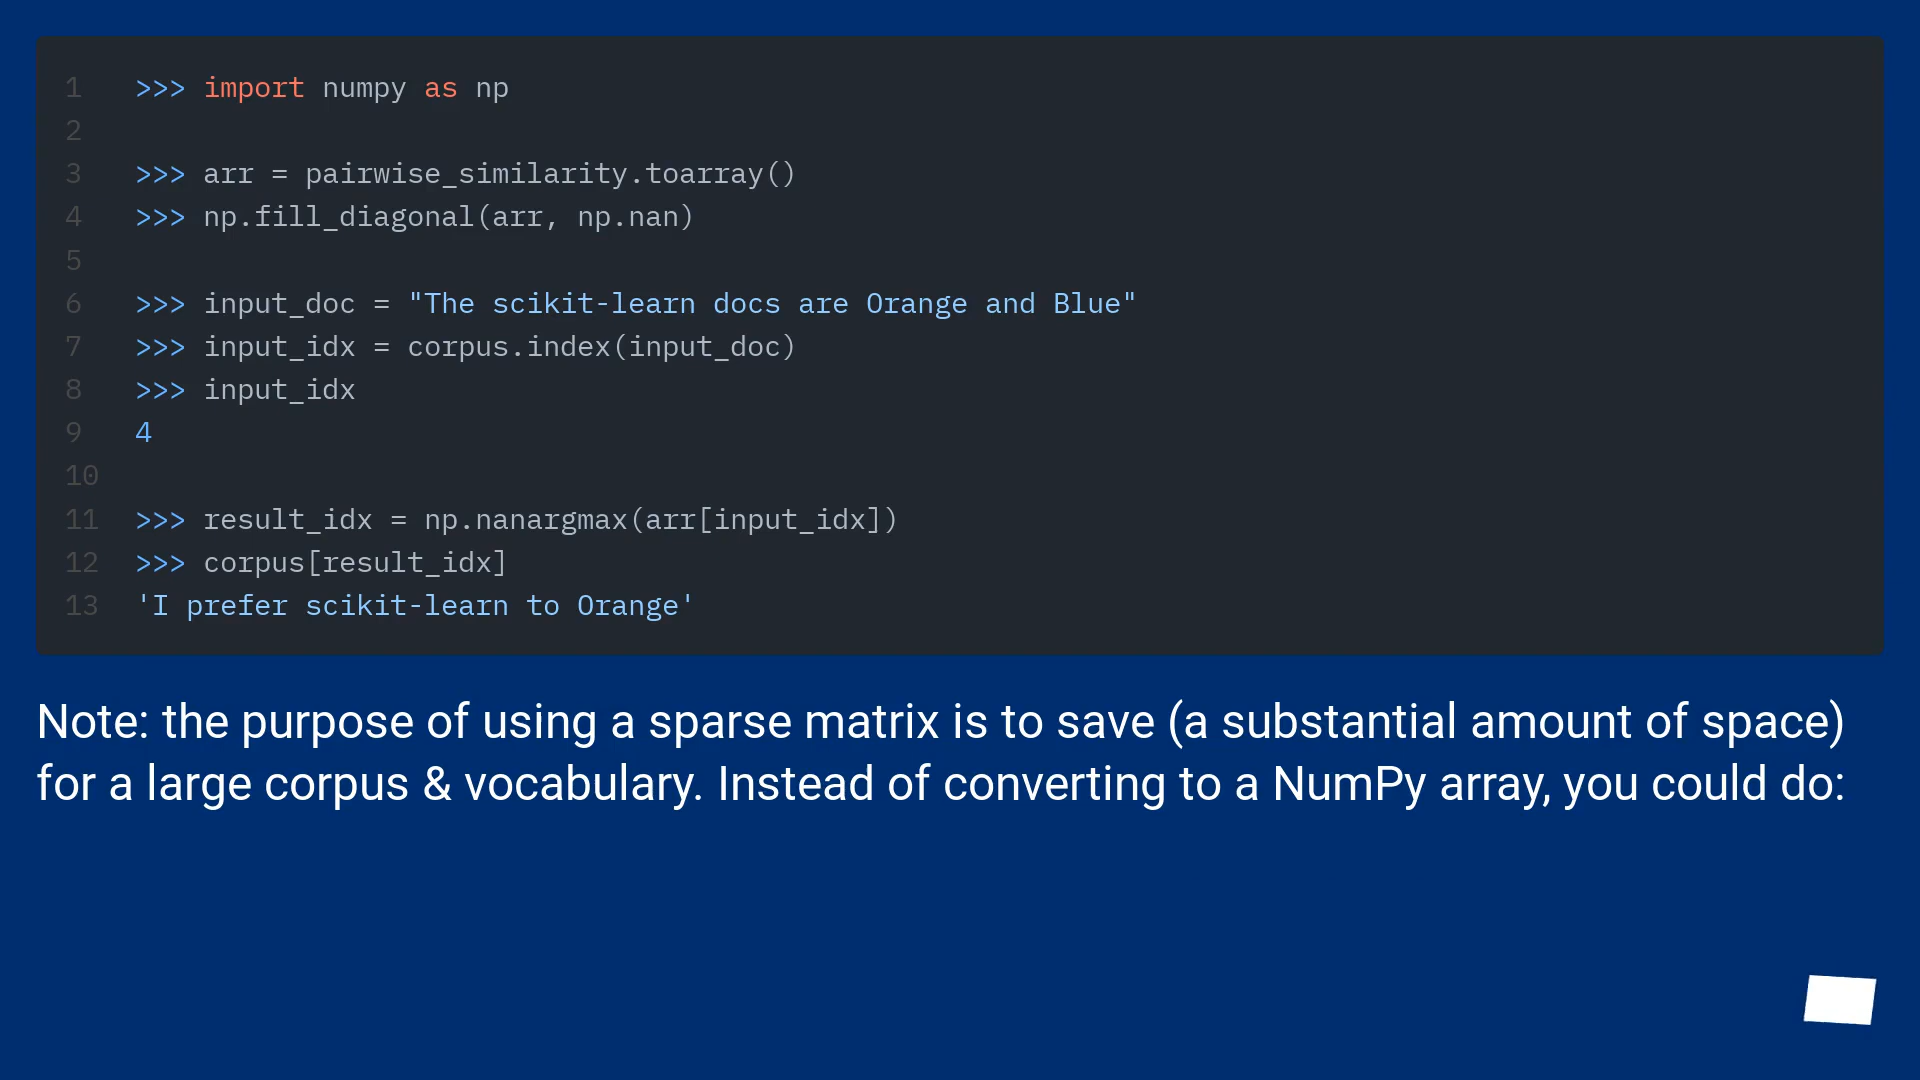 1 >>> import numpy as np
2
3 >>> arr = pairwise_similarity.toarray()
4 >>> np.fill_diagonal(arr, np.nan)
5
6 >>> input_doc = "The scikit-learn docs are Orange and Blue"
7 >>> input_idx = corpus.index(input_doc)
8 >>> input_idx
9 4
10
11 >>> result_idx = np.nanargmax(arr[input_idx])
12 >>> corpus[result_idx]
13 'I prefer scikit-learn to Orange'
Note: the purpose of using a sparse matrix is to save (a substantial amount of space)
for a large corpus & vocabulary. Instead of converting to a NumPy array, you could do: